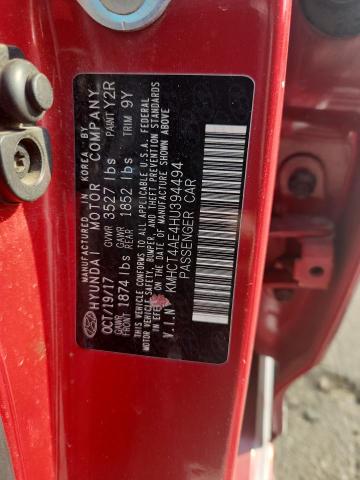 MANUFACTURED IN KOREA BY
HYUNDAI MOTOR COMPANY
OCT/19/17 GVWR 3527 lbs PAINT Y2R
GAWR FRONT 1874 lbs GAWR REAR 1852 lbs TRIM 9Y
THIS VEHICLE CONFORMS TO ALL APPLICABLE U.S.A. FEDERAL
MOTOR VEHICLE SAFETY, BUMPER, AND THEFT PREVENTION STANDARDS
IN EFFECT ON THE DATE OF MANUFACTURE SHOWN ABOVE.
V.I.N KMHCT4AE4HU394494
PASSENGER CAR